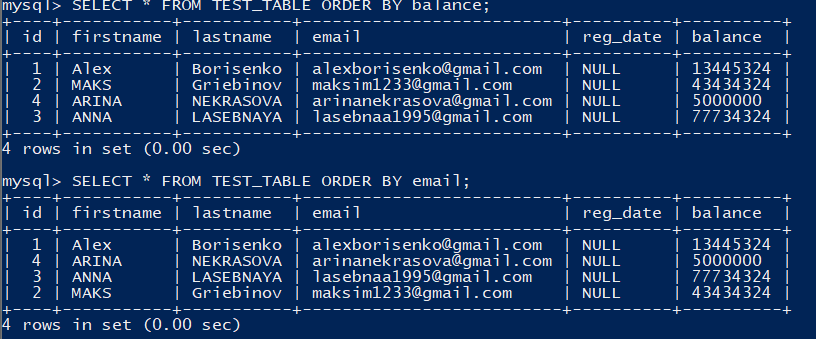 mysql> SELECT * FROM TEST_TABLE ORDER BY balance;
+----+-----------+-----------+-------------------------+----------+----------+
| id | firstname | lastname  | email                   | reg_date | balance  |
+----+-----------+-----------+-------------------------+----------+----------+
|  1 | Alex      | Borisenko | alexborisenko@gmail.com | NULL     | 13445324 |
|  2 | MAKS      | Griebinov | maksim1233@gmail.com    | NULL     | 43434324 |
|  4 | ARINA     | NEKRASOVA | arinanekrasova@gmail.com | NULL     | 5000000  |
|  3 | ANNA      | LASEBNAYA | lasebnaa1995@gmail.com  | NULL     | 77734324 |
+----+-----------+-----------+-------------------------+----------+----------+
4 rows in set (0.00 sec)
mysql> SELECT * FROM TEST_TABLE ORDER BY email;
+----+-----------+-----------+-------------------------+----------+----------+
| id | firstname | lastname  | email                   | reg_date | balance  |
+----+-----------+-----------+-------------------------+----------+----------+
|  1 | Alex      | Borisenko | alexborisenko@gmail.com | NULL     | 13445324 |
|  4 | ARINA     | NEKRASOVA | arinanekrasova@gmail.com | NULL     | 5000000  |
|  3 | ANNA      | LASEBNAYA | lasebnaa1995@gmail.com  | NULL     | 77734324 |
|  2 | MAKS      | Griebinov | maksim1233@gmail.com    | NULL     | 43434324 |
+----+-----------+-----------+-------------------------+----------+----------+
4 rows in set (0.00 sec)